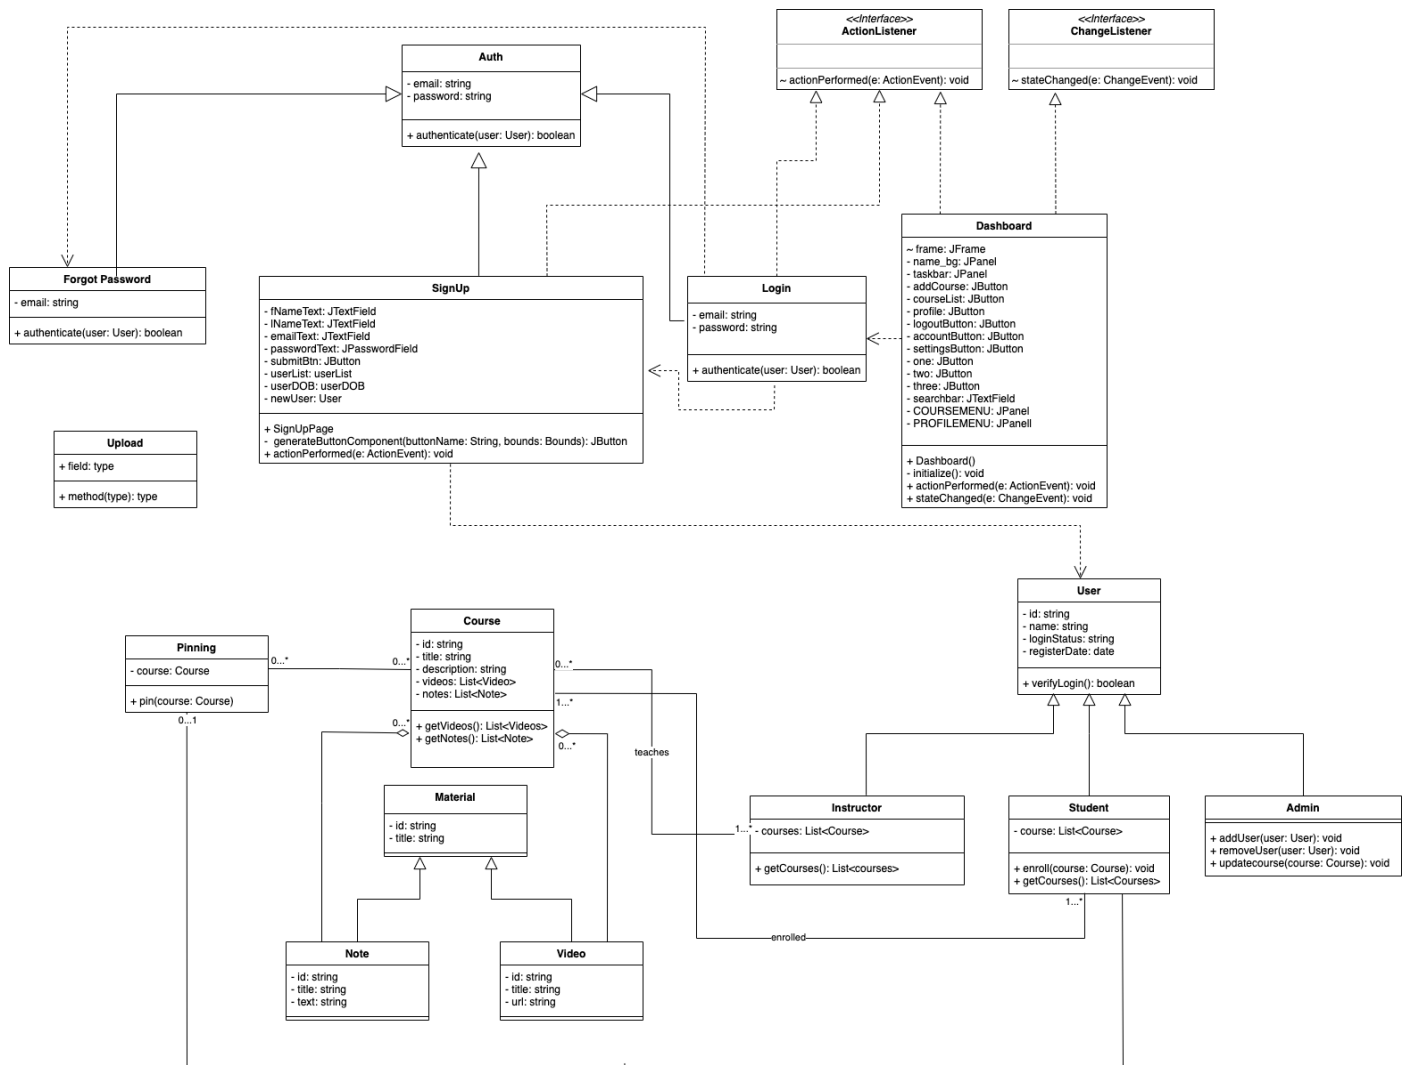 <<Interface>>
ActionListener
~ actionPerformed(e: ActionEvent): void
<<Interface>>
ChangeListener
~ stateChanged(e: ChangeEvent): void
Auth
- email: string
- password: string
+ authenticate(user: User): boolean
Forgot Password
- email: string
+ authenticate(user: User): boolean
SignUp
- fNameText: JTextField
- lNameText: JTextField
- emailText: JTextField
- passwordText: JPasswordField
- submitBtn: JButton
- userList: userList
- userDOB: userDOB
- newUser: User
+ SignUpPage
- generateButtonComponent(buttonName: String, bounds: Bounds): JButton
+ actionPerformed(e: ActionEvent): void
Login
- email: string
- password: string
+ authenticate(user: User): boolean
Dashboard
~ frame: JFrame
- name_bg: JPanel
- taskbar: JPanel
- addCourse: JButton
- courseList: JButton
- profile: JButton
- logoutButton: JButton
- accountButton: JButton
- settingsButton: JButton
- one: JButton
- two: JButton
- three: JButton
- searchbar: JTextField
- COURSEMENU: JPanel
- PROFILEMENU: JPanell
+ Dashboard()
- initialize(): void
+ actionPerformed(e: ActionEvent): void
+ stateChanged(e: ChangeEvent): void
Upload
+ field: type
+ method(type): type
User
- id: string
- name: string
- loginStatus: string
- registerDate: date
+ verifyLogin(): boolean
Pinning
- course: Course
+ pin(course: Course)
0...*
0...*
0...1
Course
- id: string
- title: string
- description: string
- videos: List<Video>
- notes: List<Note>
+ getVideos(): List<Videos>
+ getNotes(): List<Note>
0...*
1...*
0...*
0...*
teaches
Material
- id: string
- title: string
1...*
Instructor
- courses: List<Course>
+ getCourses(): List<courses>
Student
- course: List<Course>
+ enroll(course: Course): void
+ getCourses(): List<Courses>
1...*
Admin
+ addUser(user: User): void
+ removeUser(user: User): void
+ updatecourse(course: Course): void
enrolled
Note
- id: string
- title: string
- text: string
Video
- id: string
- title: string
- url: string